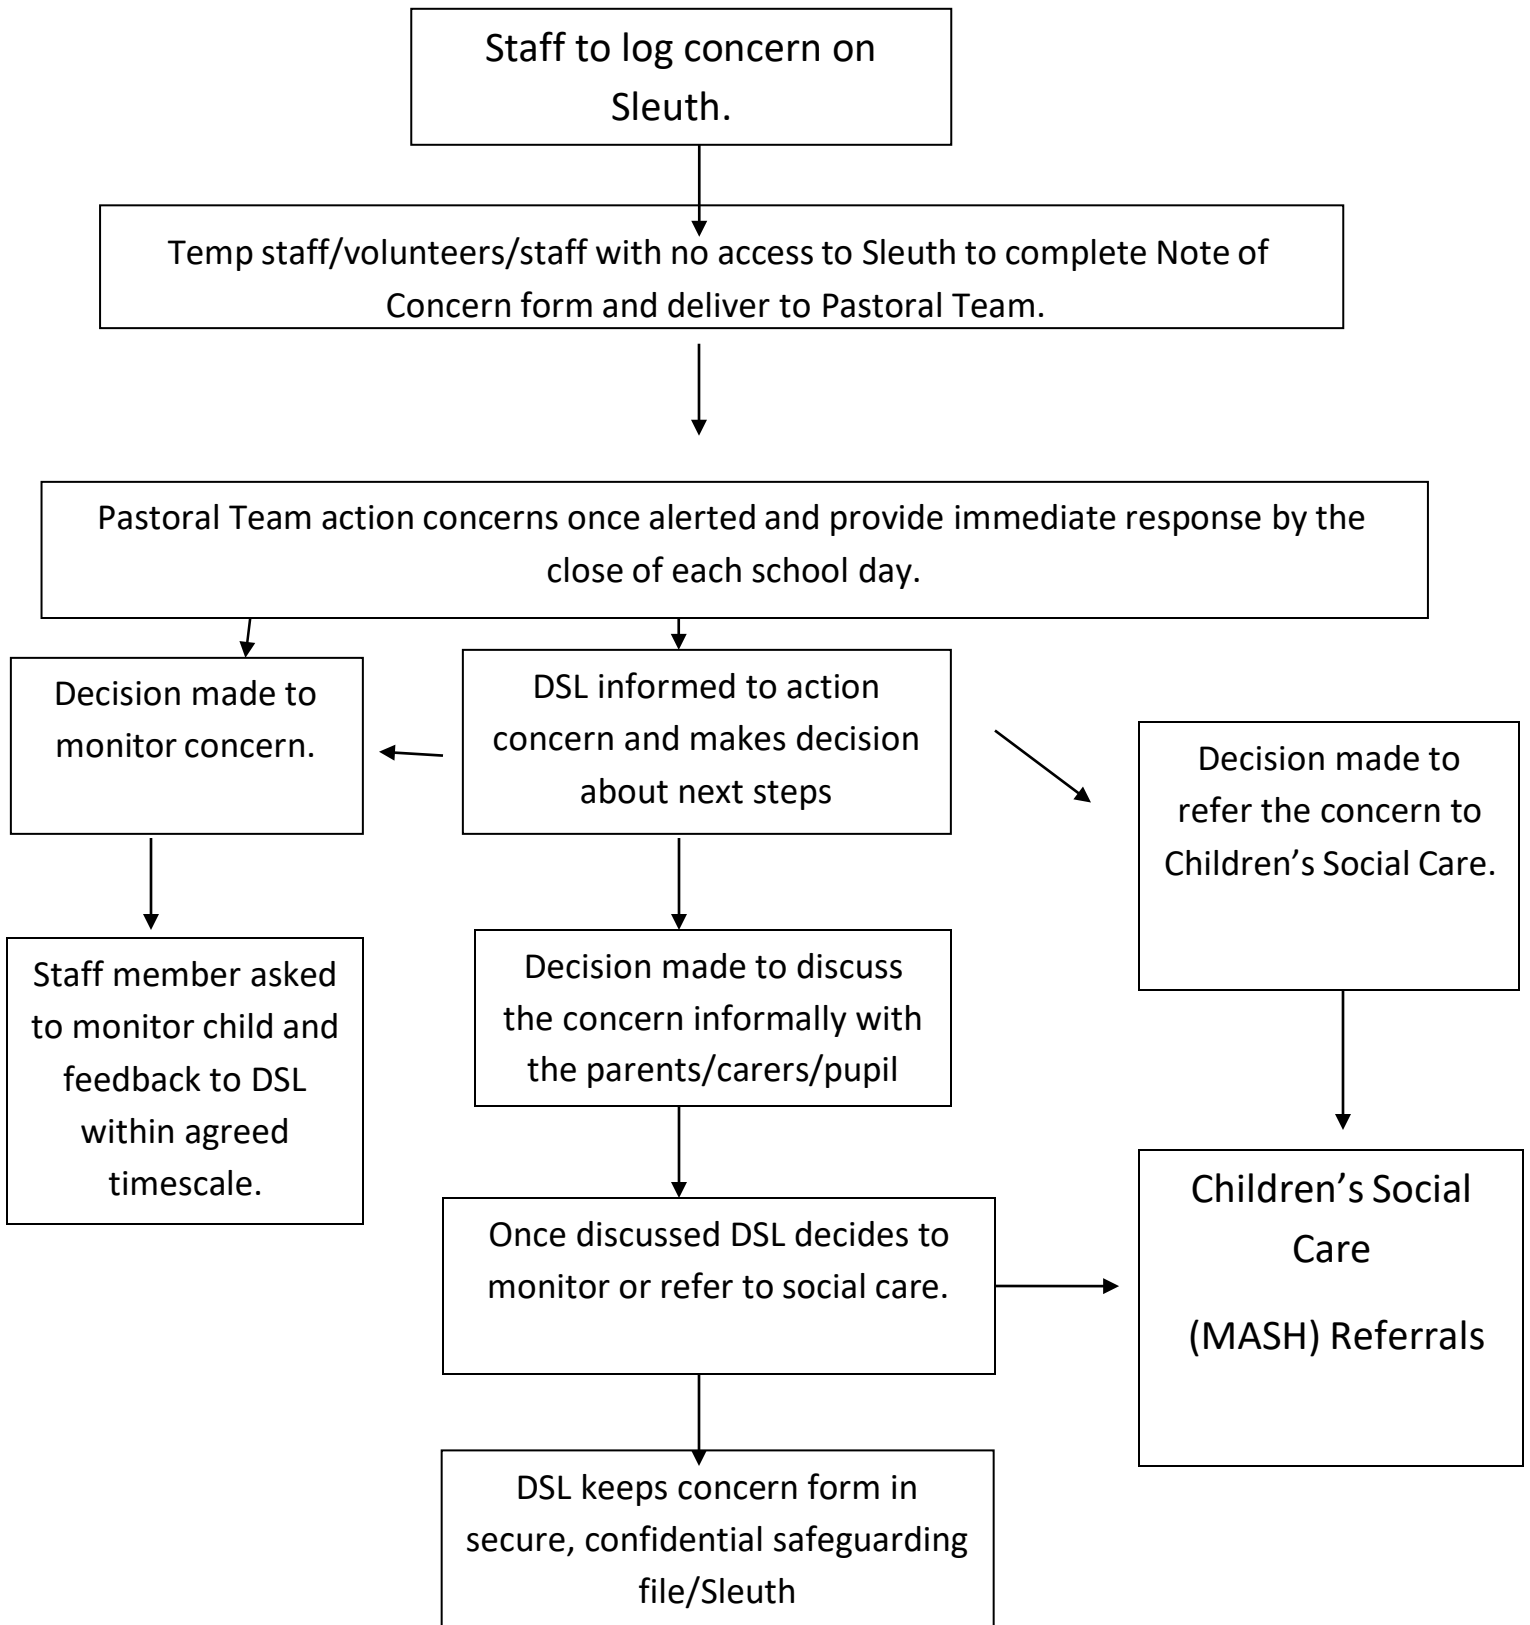 Staff to log concern on
Sleuth.
Temp staff/volunteers/staff with no access to Sleuth to complete Note of
Concern form and deliver to Pastoral Team.
Pastoral Team action concerns once alerted and provide immediate response by the
close of each school day.
Decision made to
monitor concern.
DSL informed to action
concern and makes decision
about next steps
Decision made to
refer the concern to
Children’s Social Care.
Staff member asked
to monitor child and
feedback to DSL
within agreed
timescale.
Decision made to discuss
the concern informally with
the parents/carers/pupil
Once discussed DSL decides to
monitor or refer to social care.
Children’s Social
Care
(MASH) Referrals
DSL keeps concern form in
secure, confidential safeguarding
file/Sleuth